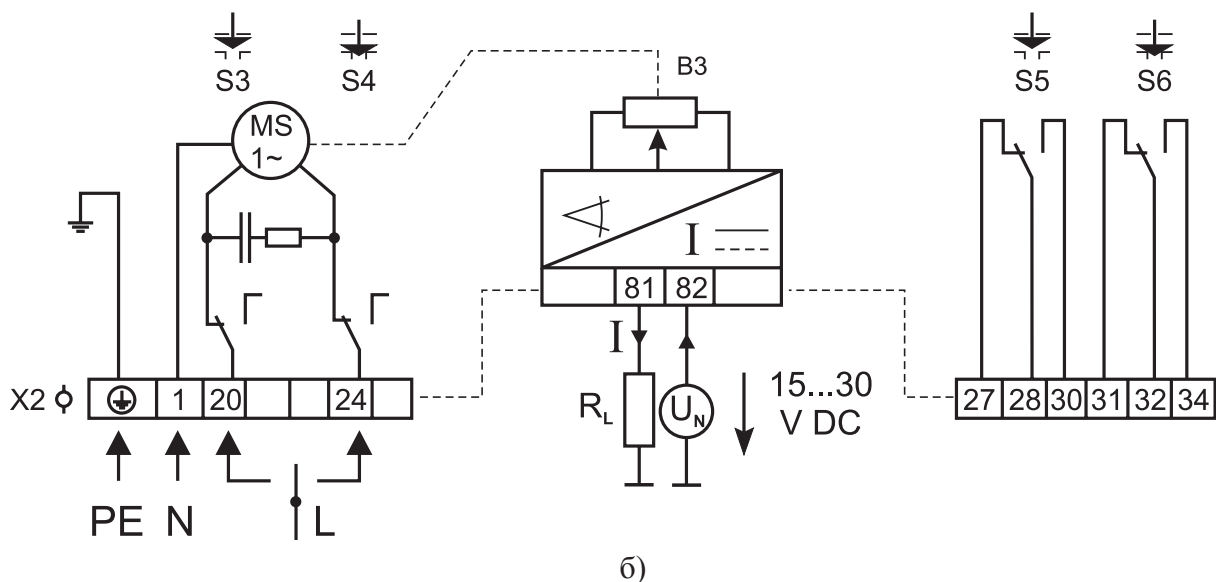 S3
S4
B3
S5
S6
MS
1~
I
81
82
I
15...30
V DC
R_L
U_N
X2
1
20
24
27
28
30
31
32
34
PE
N
L
б)